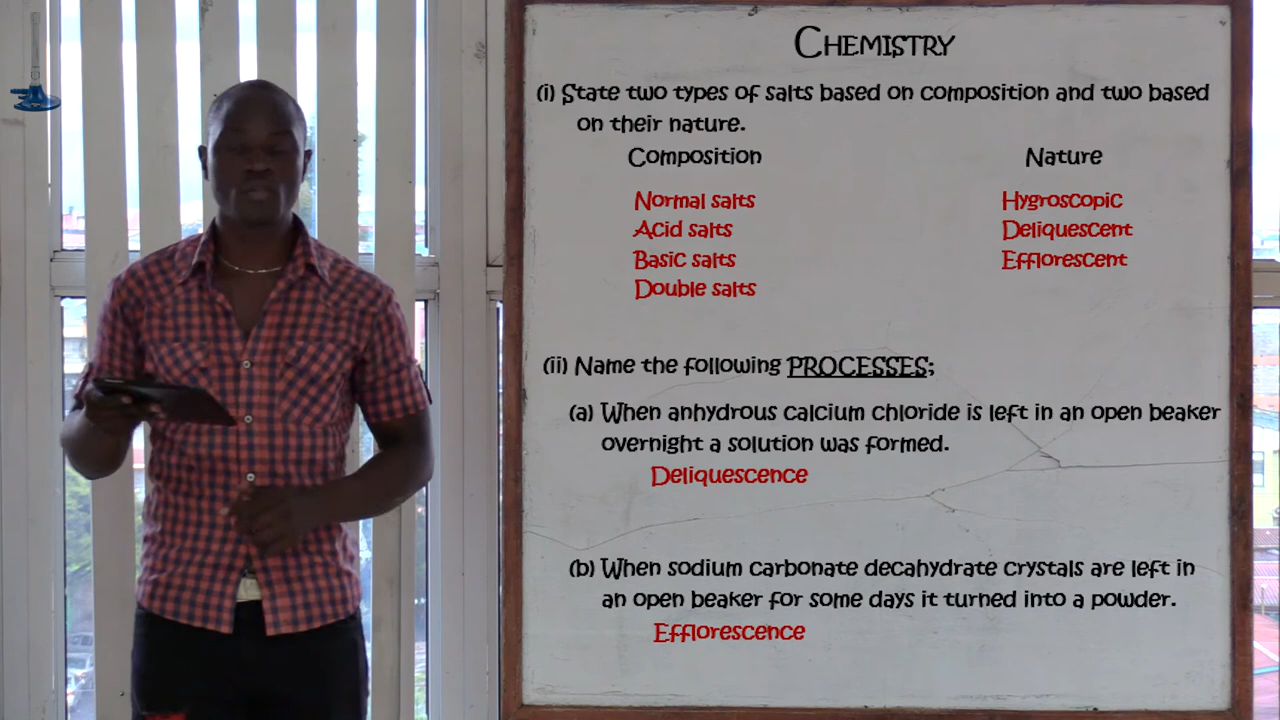 CHEMISTRY
(i) State two types of salts based on composition and two based
on their nature.
Composition Nature
Normal salts Hygroscopic
Acid salts Deliquescent
Basic salts Efflorescent
Double salts
(ii) Name the following PROCESSES;
(a) When anhydrous calcium chloride is left in an open beaker
overnight a solution was formed.
Deliquescence
(b) When sodium carbonate decahydrate crystals are left in
an open beaker for some days it turned into a powder.
Efflorescence